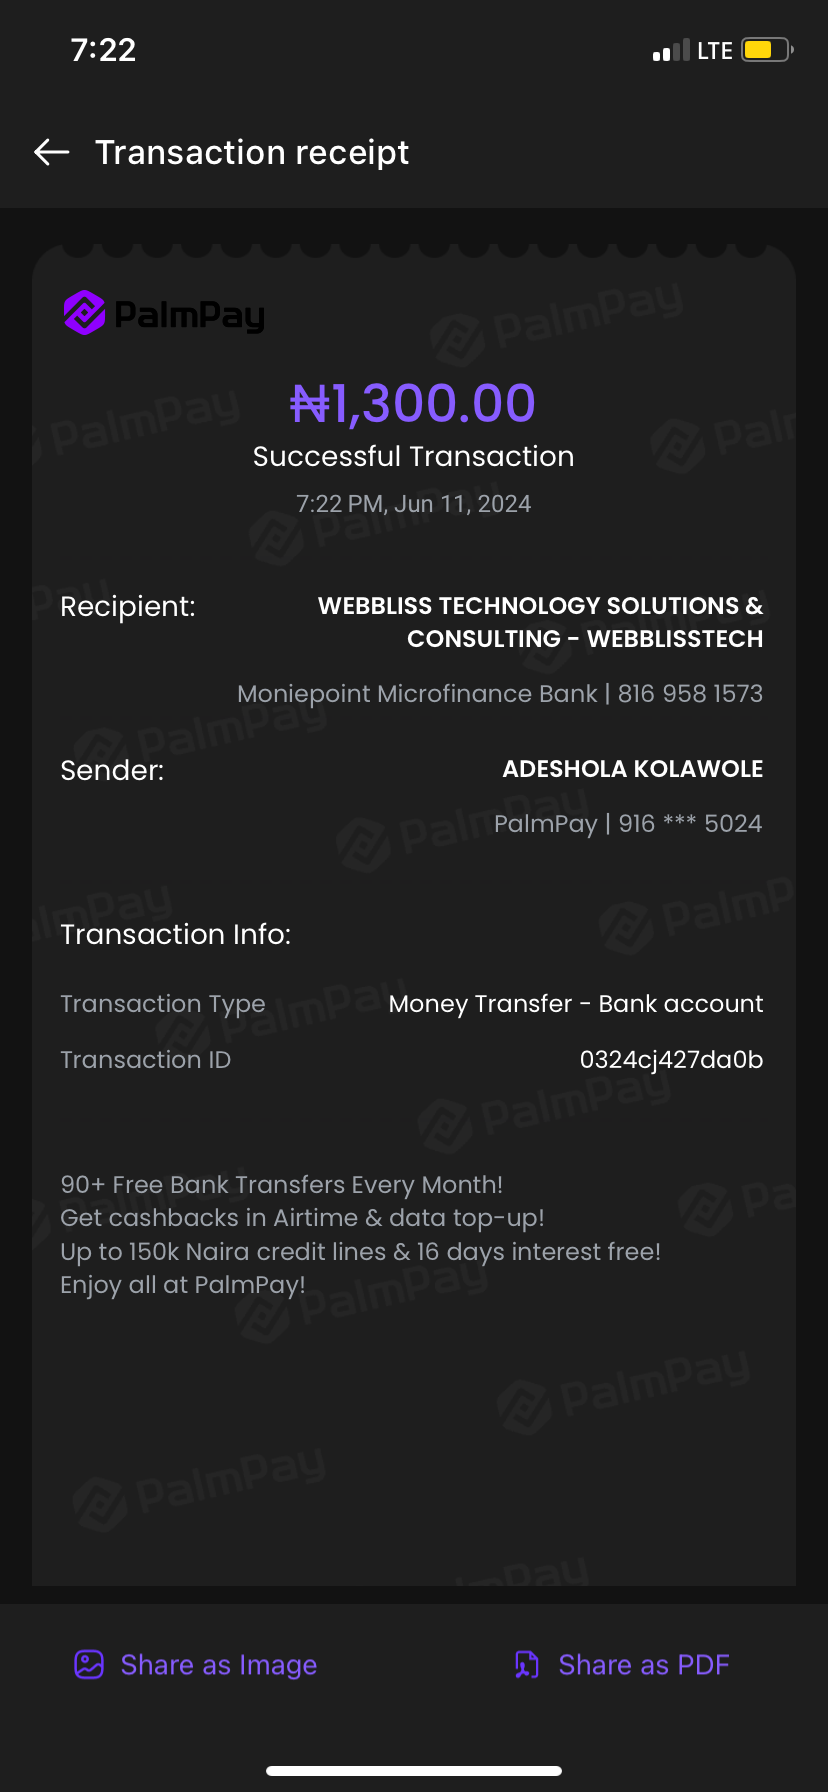 7:22
LTE
Transaction receipt
PalmPay
₦1,300.00
Successful Transaction
7:22 PM, Jun 11, 2024
Recipient:
WEBBLISS TECHNOLOGY SOLUTIONS &
CONSULTING - WEBBLISSTECH
Moniepoint Microfinance Bank | 816 958 1573
Sender:
ADESHOLA KOLAWOLE
PalmPay | 916 *** 5024
Transaction Info:
Transaction Type
Money Transfer - Bank account
Transaction ID
0324cj427da0b
90+ Free Bank Transfers Every Month!
Get cashbacks in Airtime & data top-up!
Up to 150k Naira credit lines & 16 days interest free!
Enjoy all at PalmPay!
Share as Image
Share as PDF